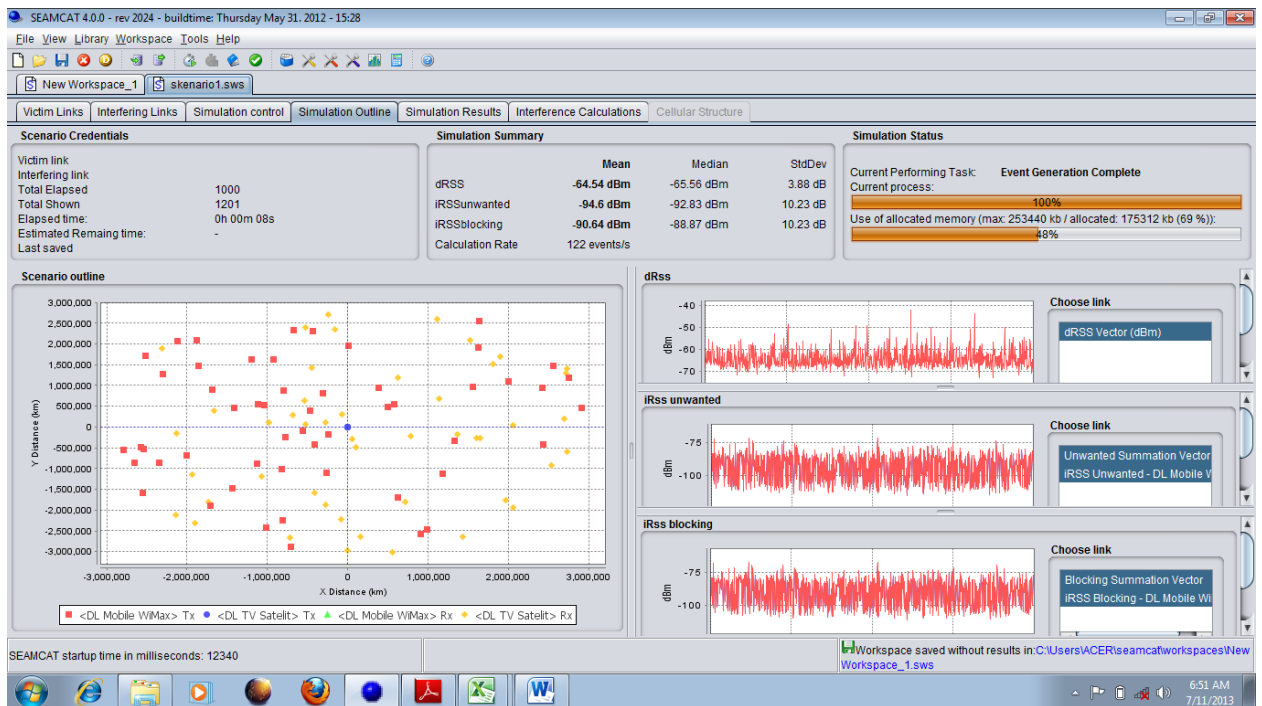 SEAMCAT 4.0.0 - rev 2024 - buildtime: Thursday May 31. 2012 - 15:28
File View Library Workspace Tools Help
New Workspace_1 skenario1.sws
Victim Links Interfering Links Simulation control Simulation Outline Simulation Results Interference Calculations Cellular Structure
Scenario Credentials
Victim link
Interfering link
Total Elapsed 1000
Total Shown 1201
Elapsed time: 0h 00m 08s
Estimated Remaing time: -
Last saved
Simulation Summary
Mean Median StdDev
dRSS -64.54 dBm -65.56 dBm 3.88 dB
iRSSunwanted -94.6 dBm -92.83 dBm 10.23 dB
iRSSblocking -90.64 dBm -88.87 dBm 10.23 dB
Calculation Rate 122 events/s
Simulation Status
Current Performing Task: Event Generation Complete
Current process:
100%
Use of allocated memory (max: 253440 kb / allocated: 175312 kb (69 %)):
48%
Scenario outline
3,000,000
2,500,000
2,000,000
1,500,000
1,000,000
500,000
0
-500,000
-1,000,000
-1,500,000
-2,000,000
-2,500,000
-3,000,000
Y Distance (km)
-3,000,000 -2,000,000 -1,000,000 0 1,000,000 2,000,000 3,000,000
X Distance (km)
<DL Mobile WiMax> Tx <DL TV Satelit> Tx <DL Mobile WiMax> Rx <DL TV Satelit> Rx
dRss
-40
-50
-60
-70
dBm
Choose link
dRSS Vector (dBm)
iRss unwanted
-75
-100
dBm
Choose link
Unwanted Summation Vector
iRSS Unwanted - DL Mobile W
iRss blocking
-75
-100
dBm
Choose link
Blocking Summation Vector
iRSS Blocking - DL Mobile Wi
SEAMCAT startup time in milliseconds: 12340
Workspace saved without results in:C:\Users\ACER\seamcat\workspaces\New
Workspace_1.sws
6:51 AM
7/11/2013